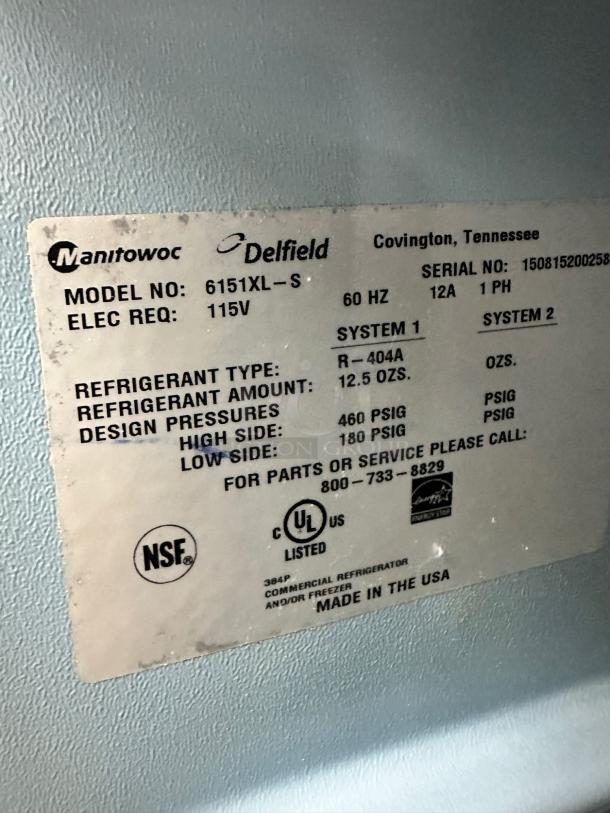 Manitowoc Delfield Covington, Tennessee
MODEL NO: 6151XL-S SERIAL NO: 150815200258
ELEC REQ: 115V 60 HZ 12A 1 PH
SYSTEM 1 SYSTEM 2
REFRIGERANT TYPE: R-404A
REFRIGERANT AMOUNT: 12.5 OZS. OZS.
DESIGN PRESSURES
HIGH SIDE: 460 PSIG PSIG
LOW SIDE: 180 PSIG PSIG
FOR PARTS OR SERVICE PLEASE CALL:
800-733-8829
NSF®
C UL US
LISTED
energy
ENERGY STAR
384P
COMMERCIAL REFRIGERATOR
AND/OR FREEZER
MADE IN THE USA